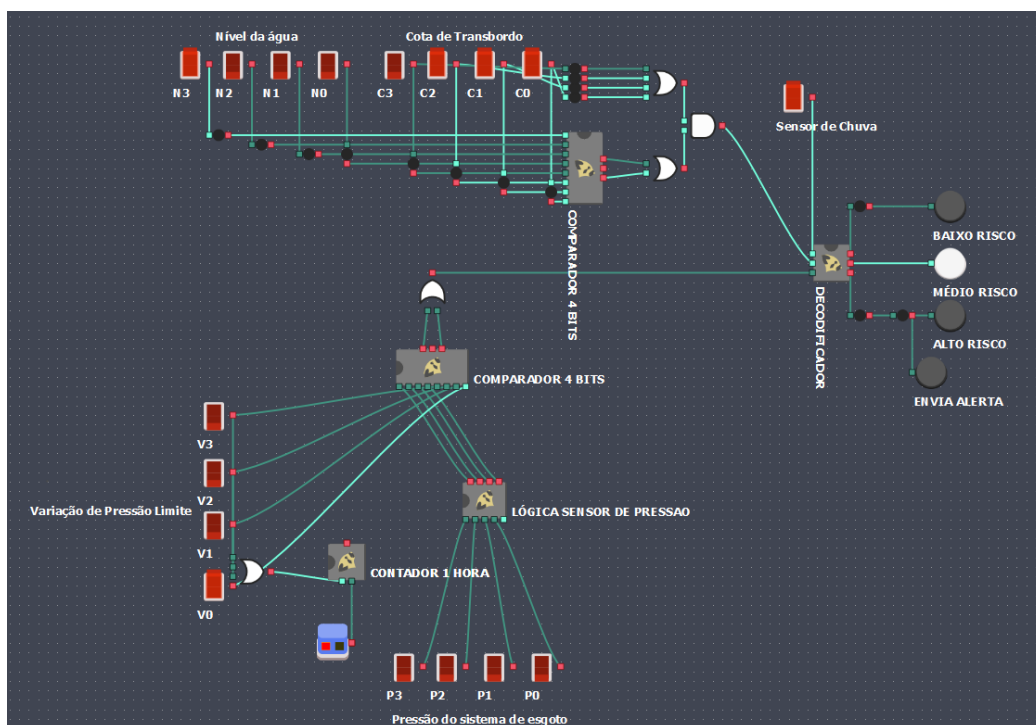 Nível da água
Cota de Transbordo
N3
N2
N1
N0
C3
C2
C1
C0
Sensor de Chuva
COMPARADOR 4 BITS
BAIXO RISCO
MÉDIO RISCO
DECODIFICADOR
ALTO RISCO
ENVIA ALERTA
COMPARADOR 4 BITS
V3
V2
Variação de Pressão Limite
LÓGICA SENSOR DE PRESSAO
V1
CONTADOR 1 HORA
V0
P3
P2
P1
P0
Pressão do sistema de esgoto